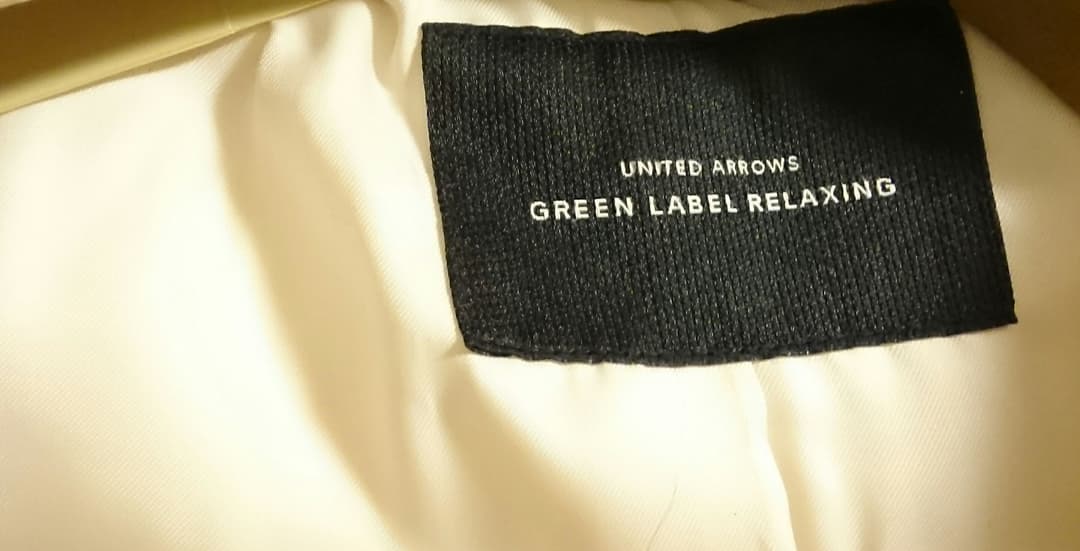 UNITED ARROWS
GREEN LABEL RELAXING